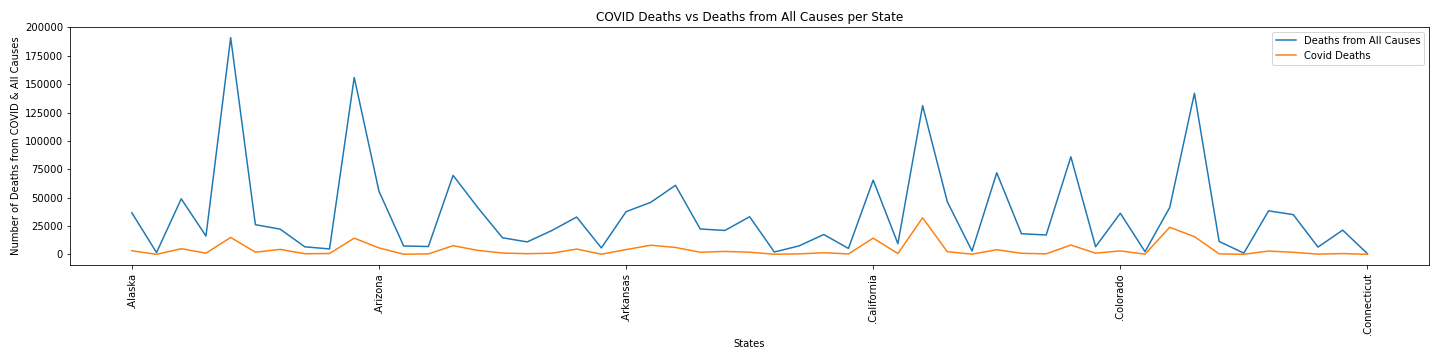 COVID Deaths vs Deaths from All Causes per State
Number of Deaths from COVID & All Causes
200000
175000
150000
125000
100000
75000
50000
25000
0
Deaths from All Causes
Covid Deaths
.Alaska
.Arizona
.Arkansas
.California
.Colorado
.Connecticut
States